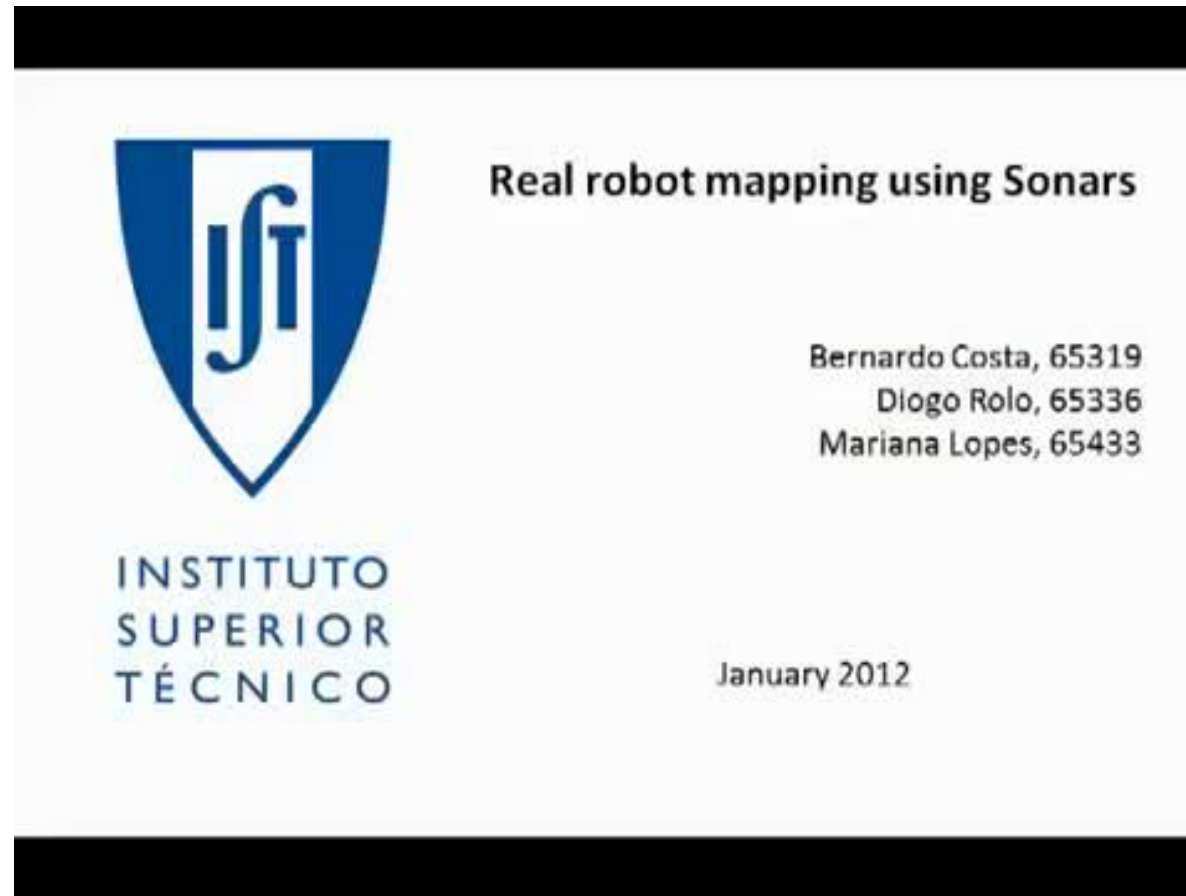 IST
INSTITUTO
SUPERIOR
TÉCNICO
Real robot mapping using Sonars
Bernardo Costa, 65319
Diogo Rolo, 65336
Mariana Lopes, 65433
January 2012